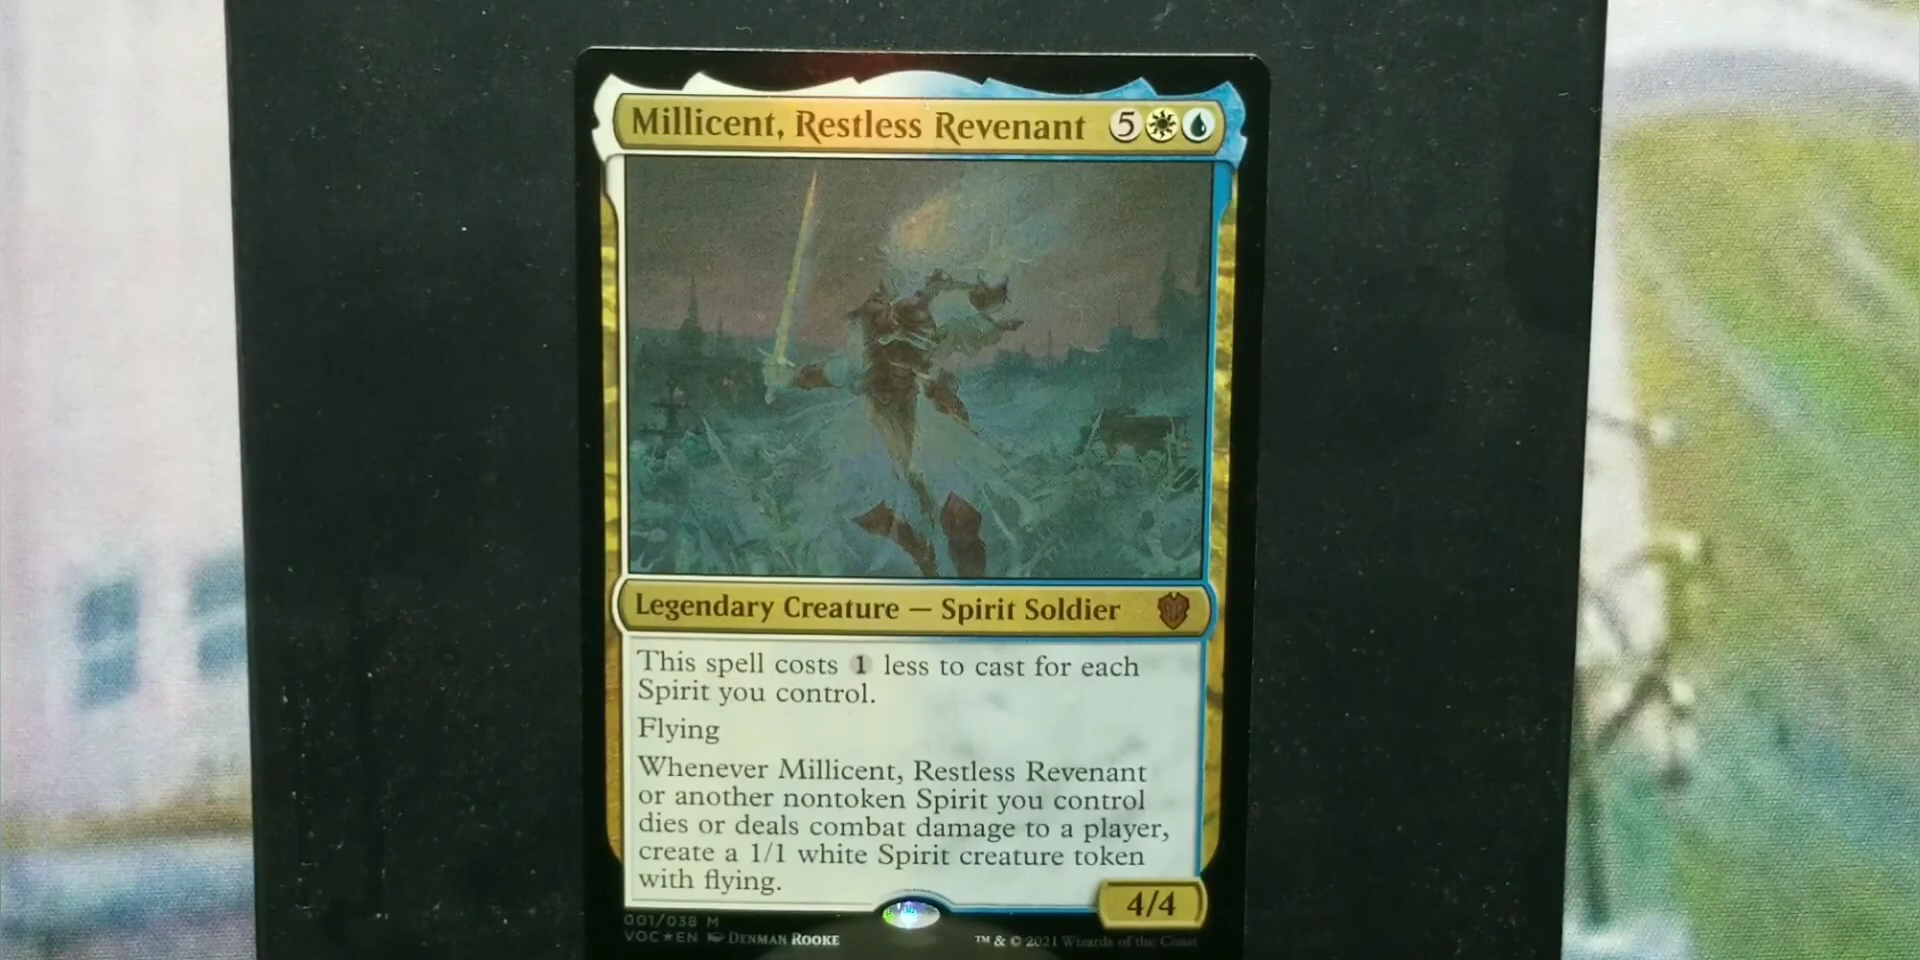 Millicent, Restless Revenant 5
Legendary Creature — Spirit Soldier
This spell costs 1 less to cast for each
Spirit you control.
Flying
Whenever Millicent, Restless Revenant
or another nontoken Spirit you control
dies or deals combat damage to a player,
create a 1/1 white Spirit creature token
with flying.
4/4
001/038 M
VOC★EN DENMAN ROOKE
™ & © 2021 Wizards of the Coast